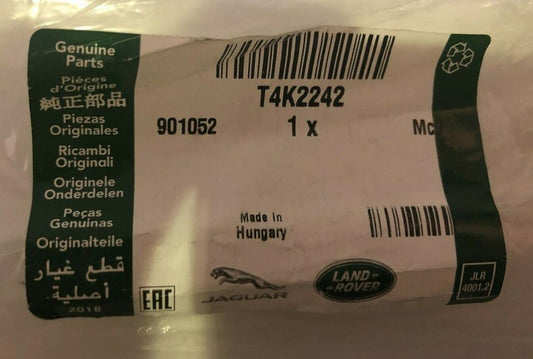 Genuine
Parts
Pièces
d'Origine
純正部品
Piezas
Originales
Ricambi
Originali
Originele
Onderdelen
Peças
Genuinas
Originalteile
قطع غيار
أصلية
2018
T4K2242
901052 1 x
Made in
Hungary
EAC
JAGUAR
LAND-
-ROVER
JLR
4001.2